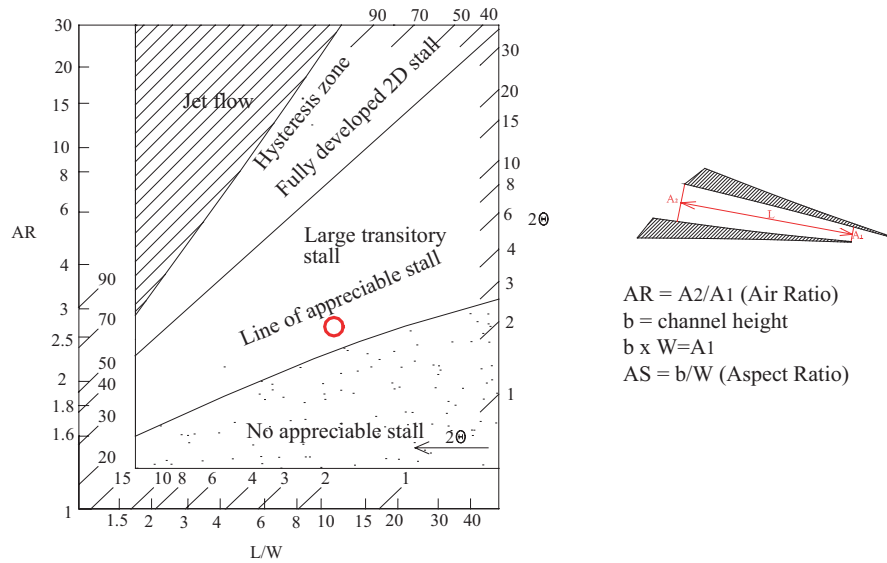 90 70 50 40
30
20
15
10
8
6
4
3
2.5
2
1.8
1.6
1
AR
90
70
50
40
30
20
30
20
15
10
8
6
4
3
2
1
2Θ
Jet flow
Hysteresis zone
Fully developed 2D stall
Large transitory
stall
Line of appreciable stall
No appreciable stall
2Θ
15 10 8 6 4 3 2 1
1.5 2 3 4 6 8 10 15 20 30 40
L/W
A2
L
A1
AR = A2/A1 (Air Ratio)
b = channel height
b x W=A1
AS = b/W (Aspect Ratio)